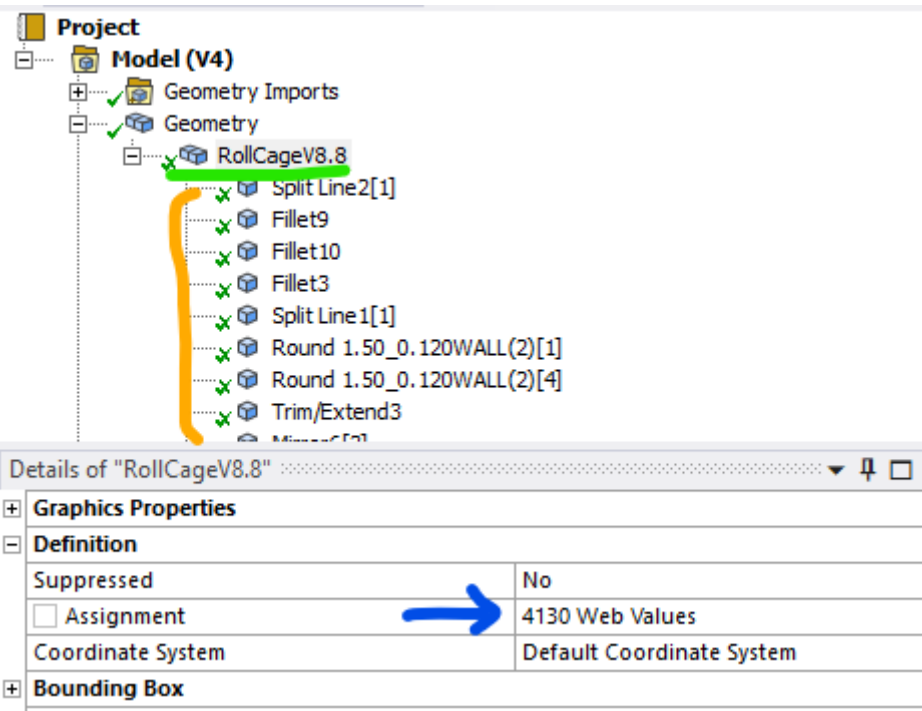 Project
Model (V4)
Geometry Imports
Geometry
RollCageV8.8
Split Line2[1]
Fillet9
Fillet10
Fillet3
Split Line1[1]
Round 1.50_0.120WALL(2)[1]
Round 1.50_0.120WALL(2)[4]
Trim/Extend3
Details of "RollCageV8.8"
Graphics Properties
Definition
Suppressed No
Assignment 4130 Web Values
Coordinate System Default Coordinate System
Bounding Box